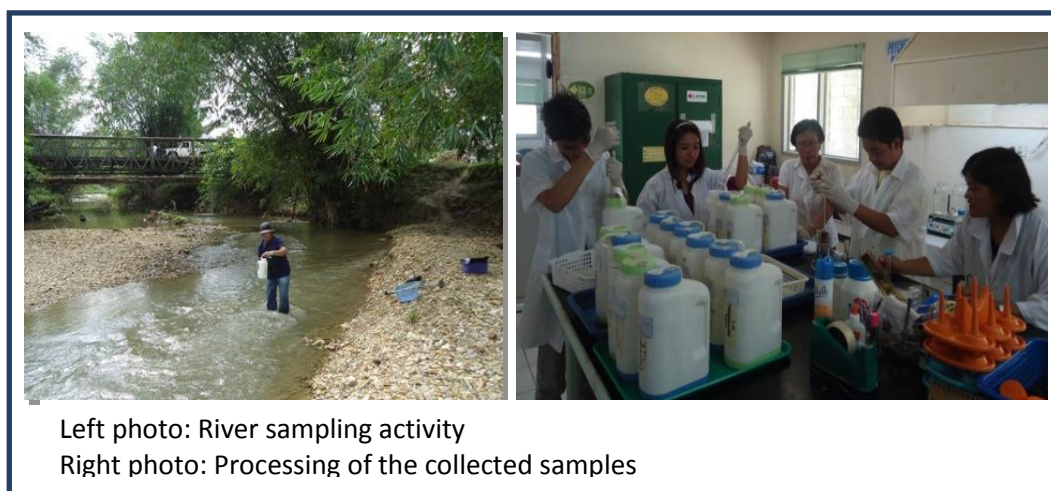 Left photo: River sampling activity
Right photo: Processing of the collected samples